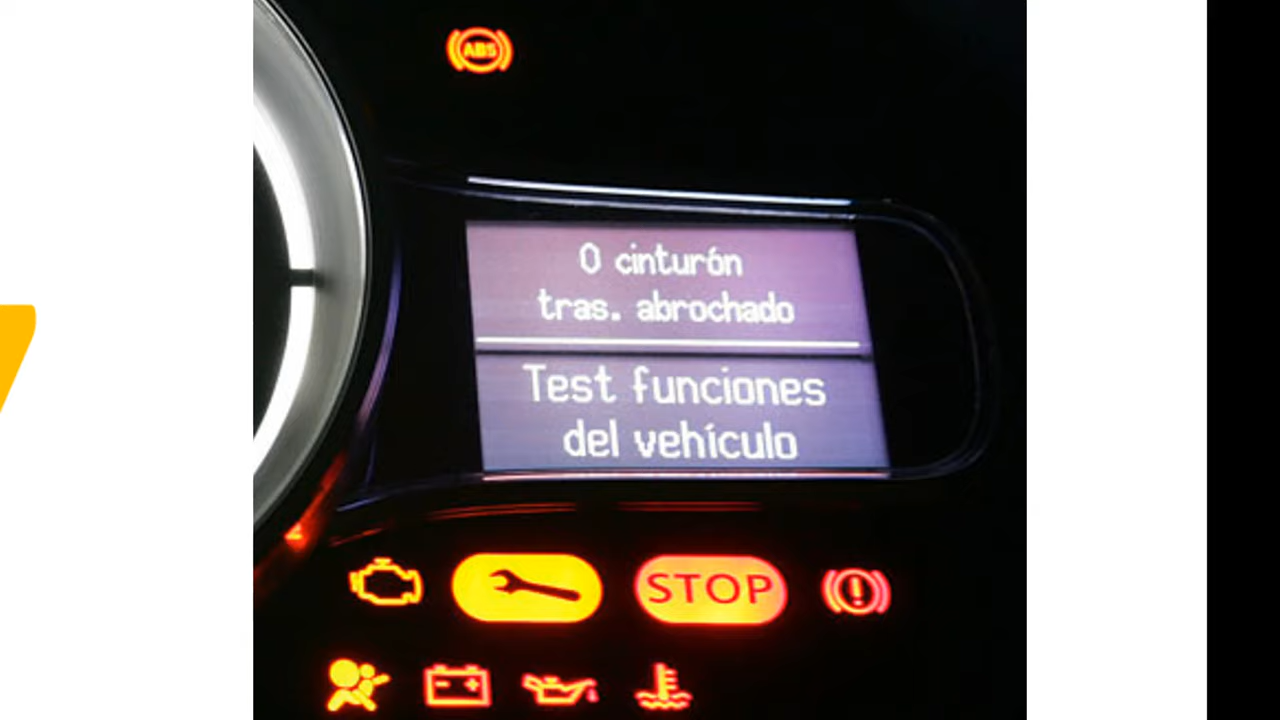 ABS
0 cinturón
tras. abrochado
Test funciones
del vehículo
STOP